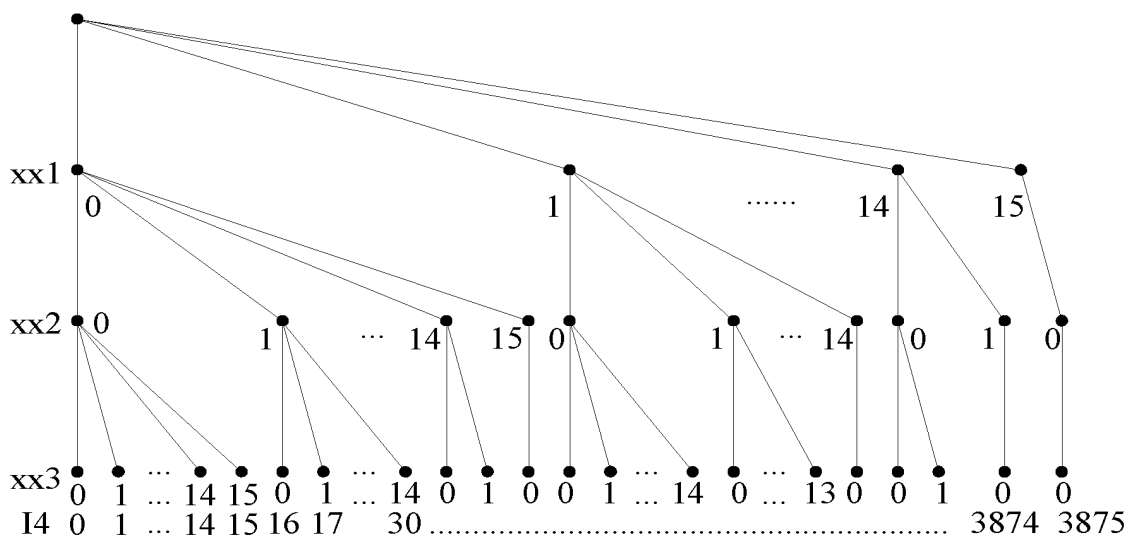 xx1 0 1 ...... 14 15
xx2 0 1 ... 14 15 0 1 ... 14 0 1 0
... ... ... ...
xx3 0 1 ... 14 15 0 1 ... 14 0 1 0 0 1 ... 14 0 ... 13 0 0 1 0 0
I4 0 1 ... 14 15 16 17 30 ........................................................ 3874 3875